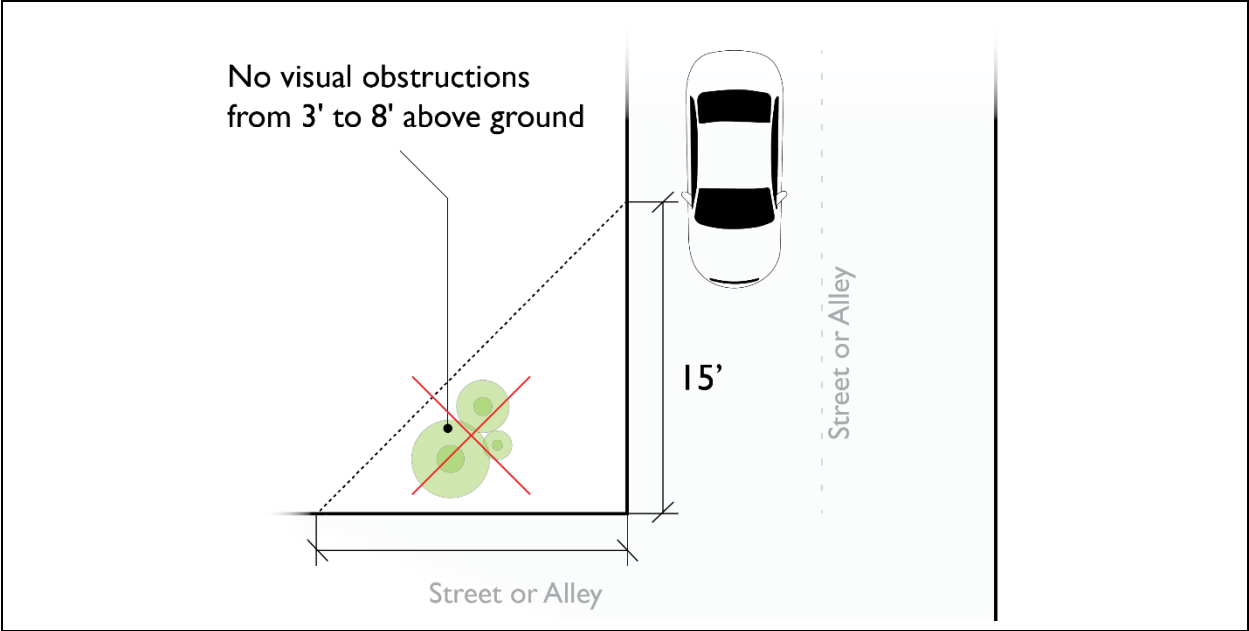 No visual obstructions
from 3' to 8' above ground
15’
Street or Alley
Street or Alley